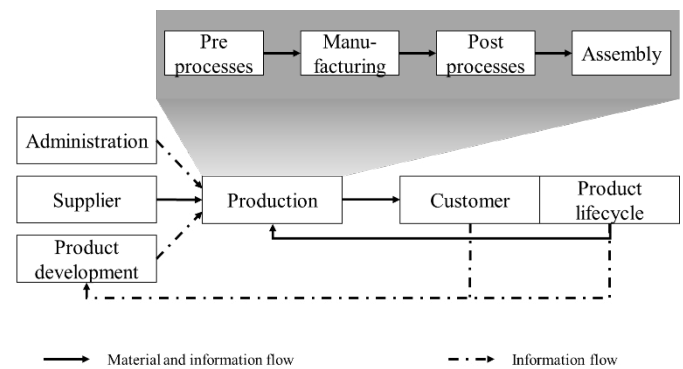 Pre
processes
Manu-
facturing
Post
processes
Assembly
Administration
Supplier
Production
Customer
Product
lifecycle
Product
development
Material and information flow
Information flow